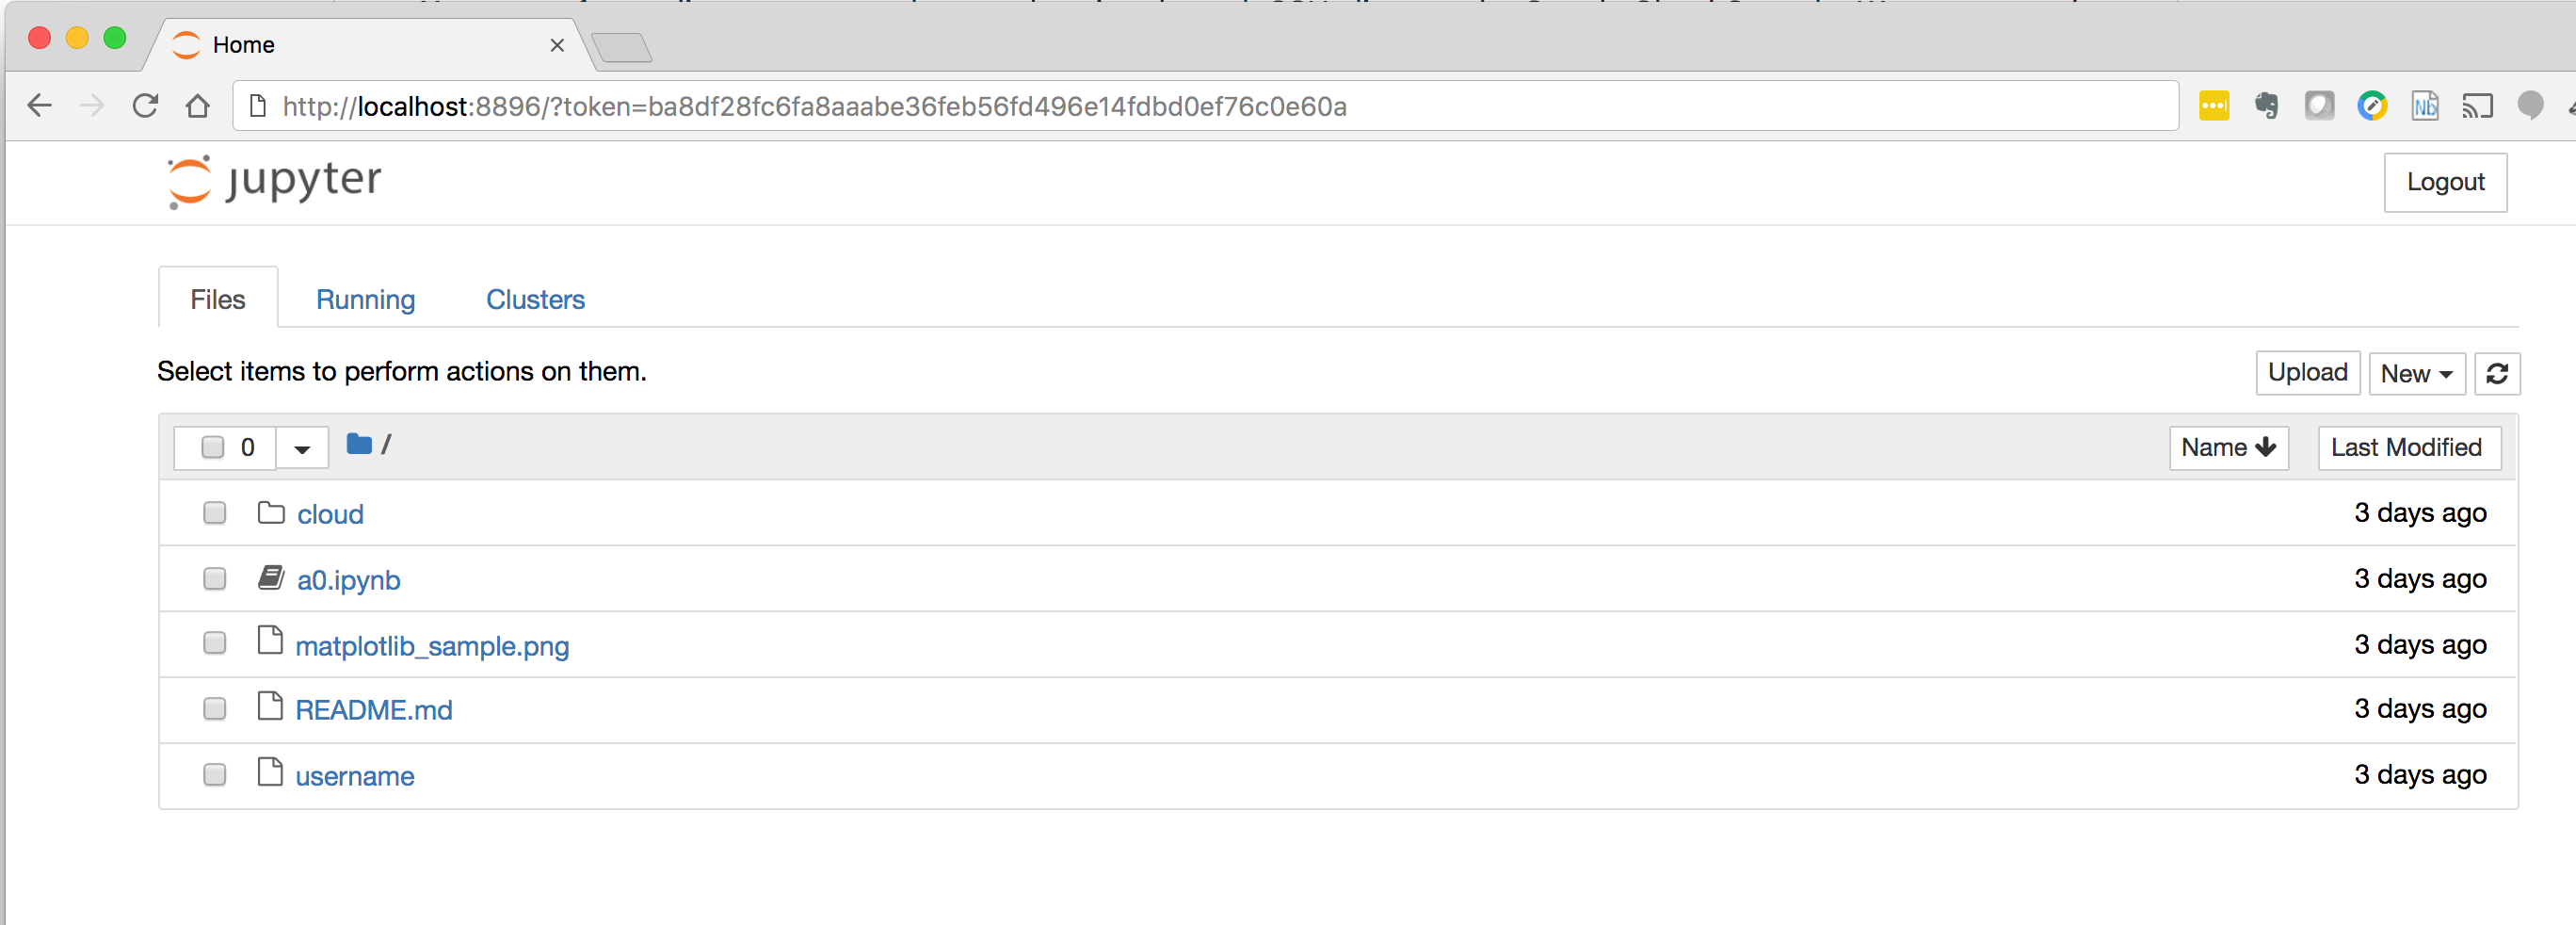 Home
http://localhost:8896/?token=ba8df28fc6fa8aaabe36feb56fd496e14fdbd0ef76c0e60a
Nb
jupyter
Logout
Files Running Clusters
Select items to perform actions on them.
Upload New
0 / Name Last Modified
cloud 3 days ago
a0.ipynb 3 days ago
matplotlib_sample.png 3 days ago
README.md 3 days ago
username 3 days ago